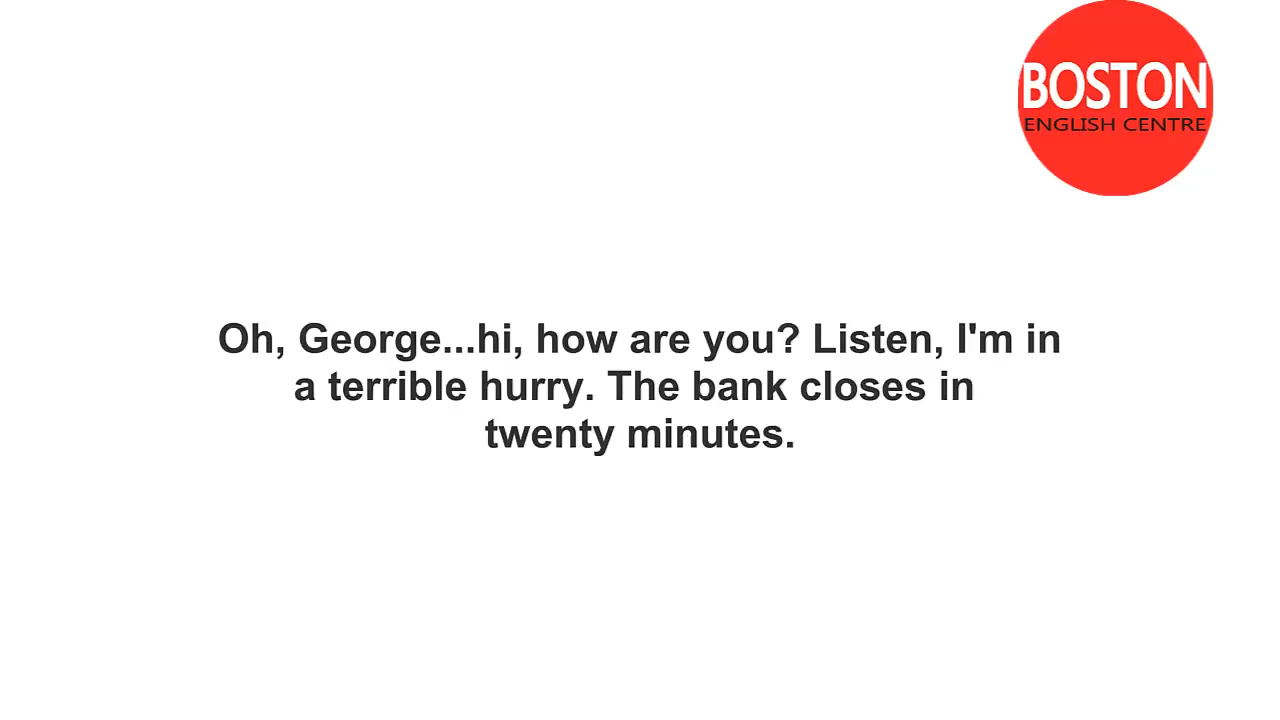 BOSTON
ENGLISH CENTRE
Oh, George...hi, how are you? Listen, I'm in
a terrible hurry. The bank closes in
twenty minutes.